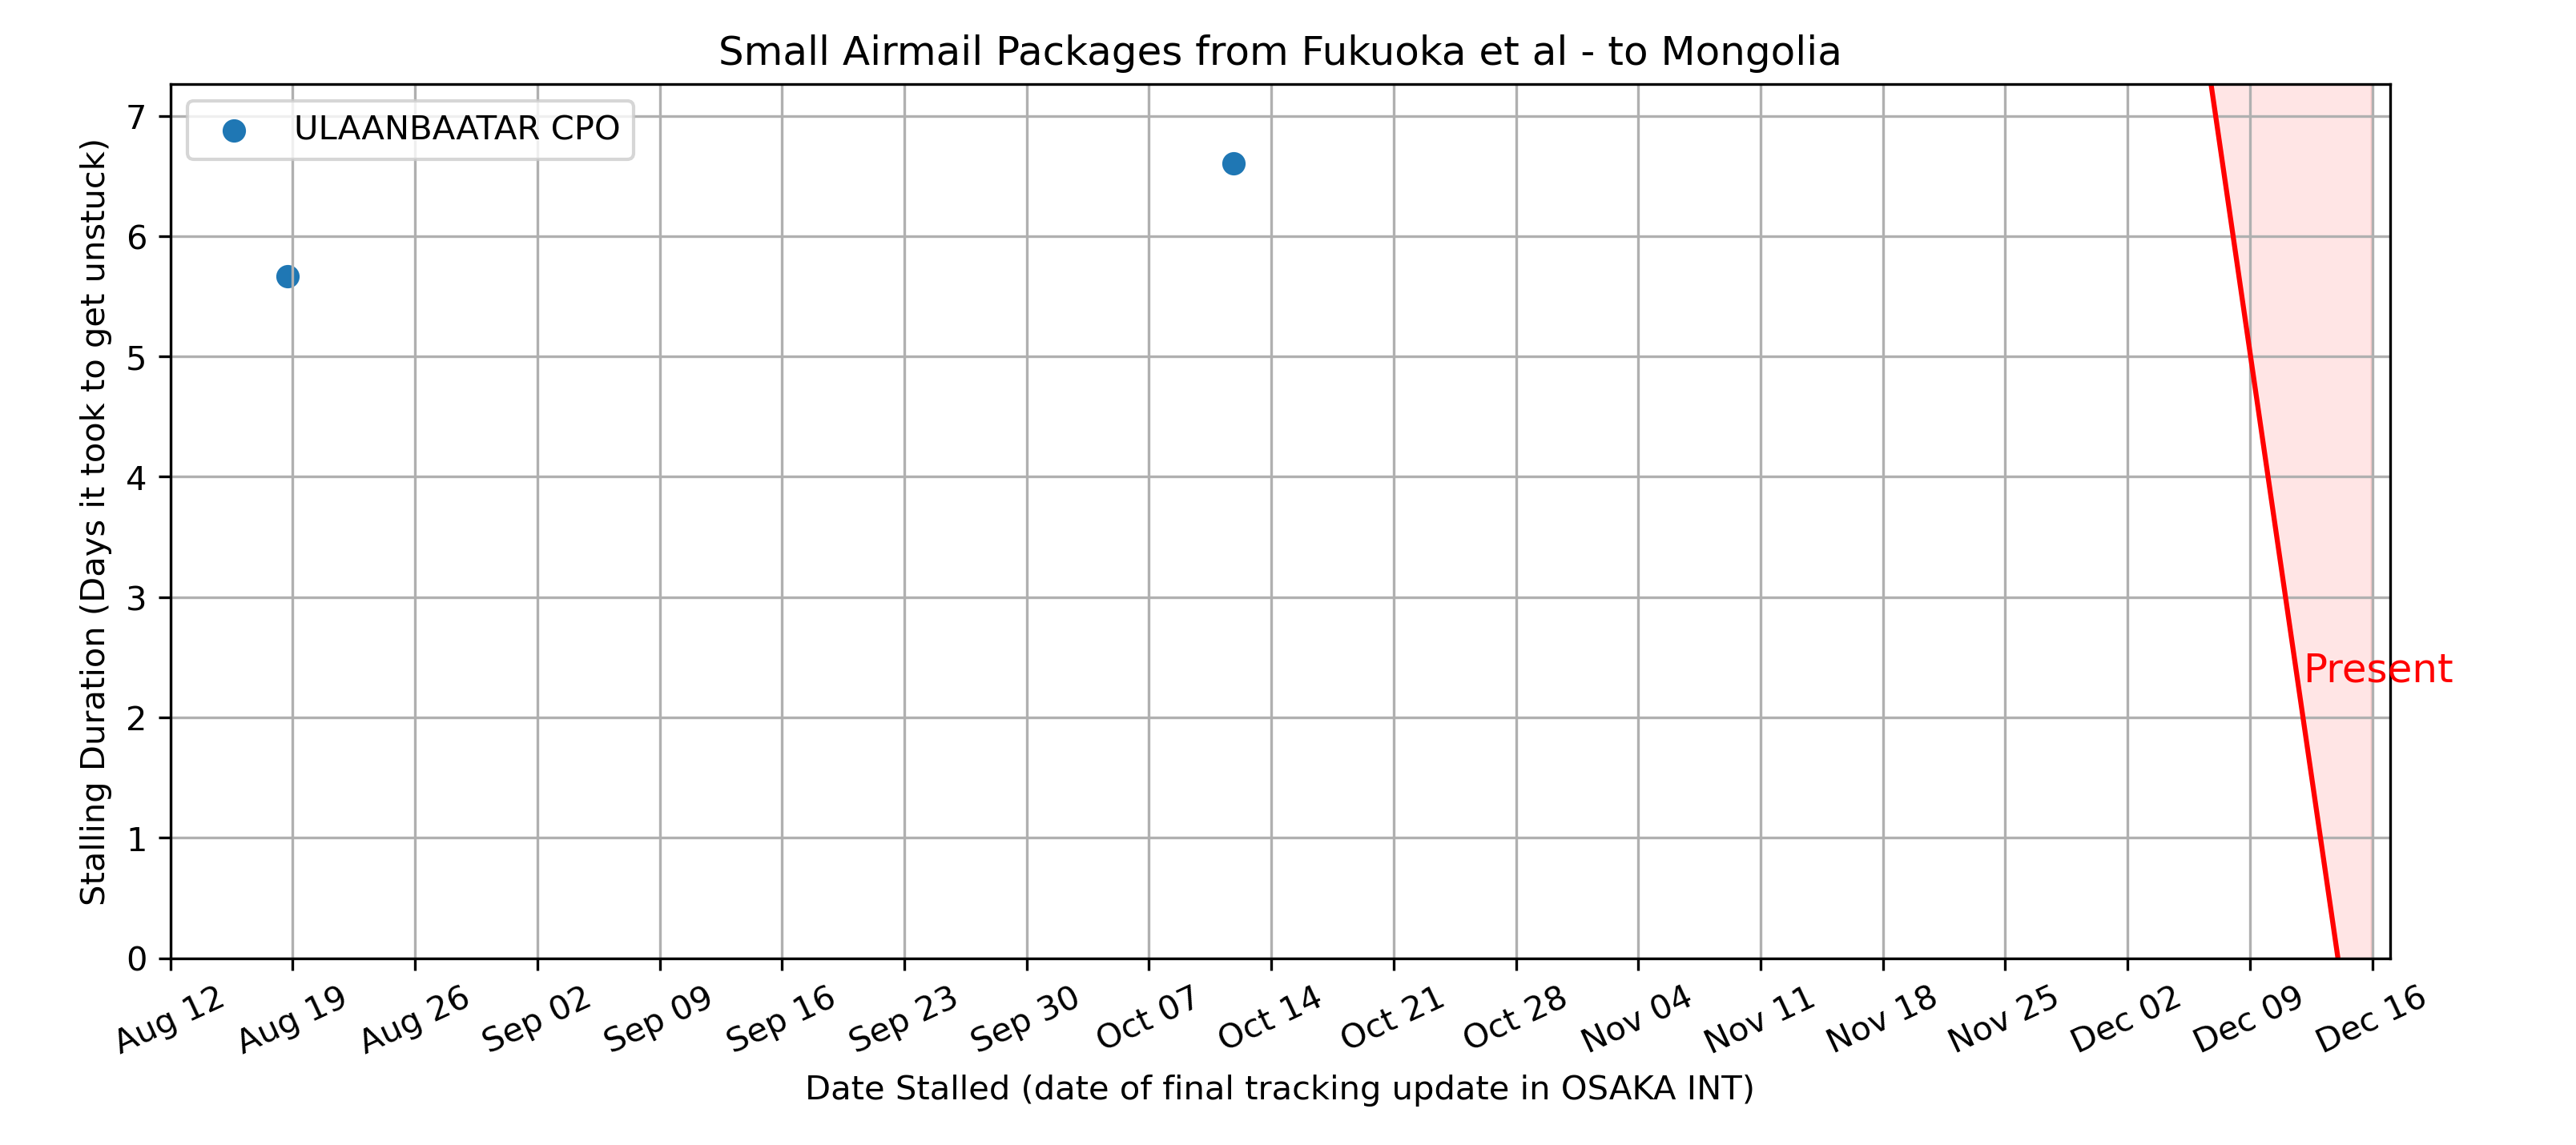 Small Airmail Packages from Fukuoka et al - to Mongolia
ULAANBAATAR CPO
Stalling Duration (Days it took to get unstuck)
7
6
5
4
3
2
1
0
Present
Aug 12
Aug 19
Aug 26
Sep 02
Sep 09
Sep 16
Sep 23
Sep 30
Oct 07
Oct 14
Oct 21
Oct 28
Nov 04
Nov 11
Nov 18
Nov 25
Dec 02
Dec 09
Dec 16
Date Stalled (date of final tracking update in OSAKA INT)